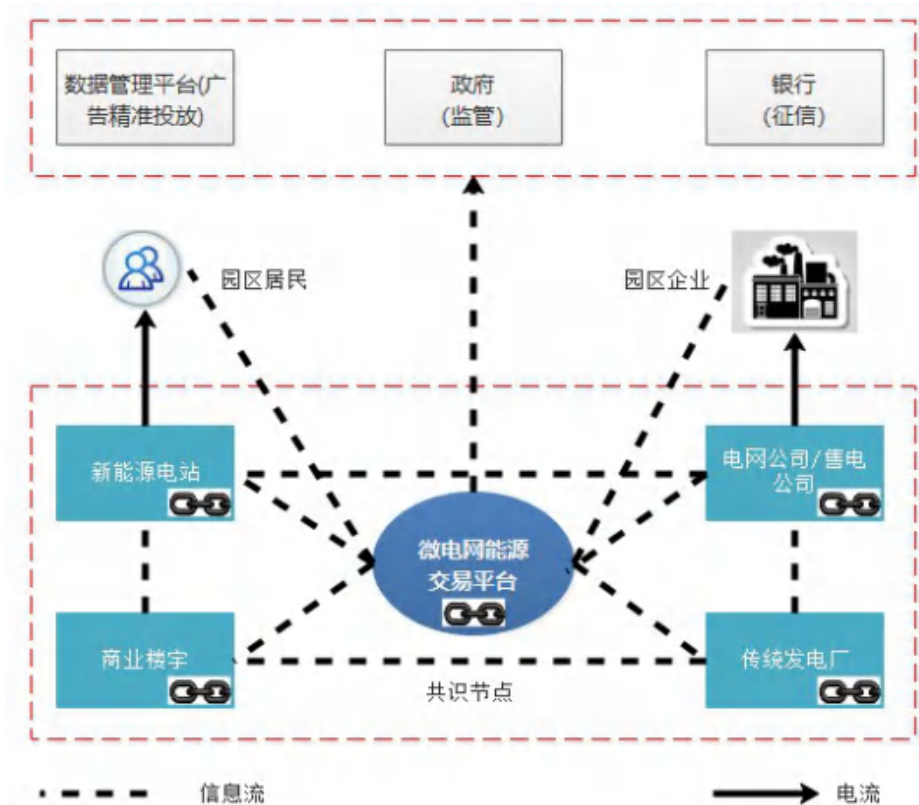 数据管理平台(广
告精准投放)
政府
(监管)
银行
(征信)
园区居民
园区企业
新能源电站
电网公司/售电
公司
微电网能源
交易平台
商业楼宇
传统发电厂
共识节点
信息流
电流